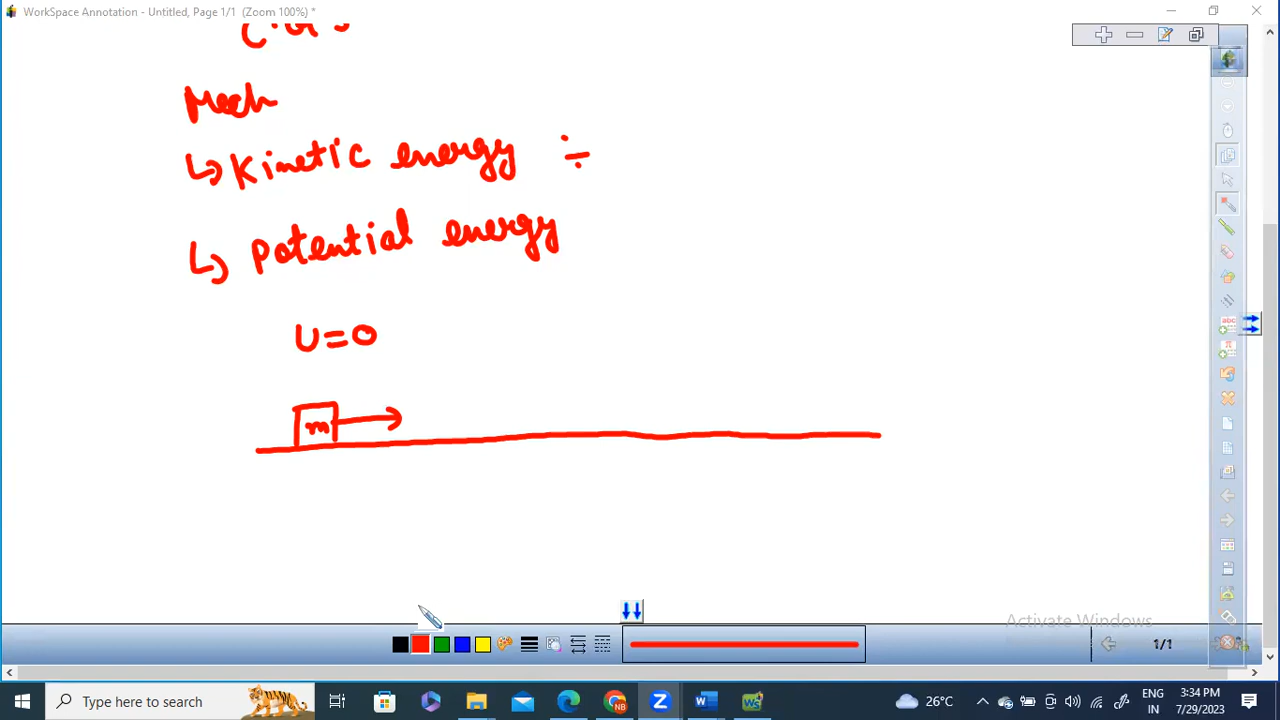 WorkSpace Annotation - Untitled, Page 1/1 (Zoom 100%) *
Mech
↳ Kinetic energy ÷
↳ Potential energy
U=0
m
Activate Windows
1/1
Type here to search
26°C
ENG
IN
3:34 PM
7/29/2023